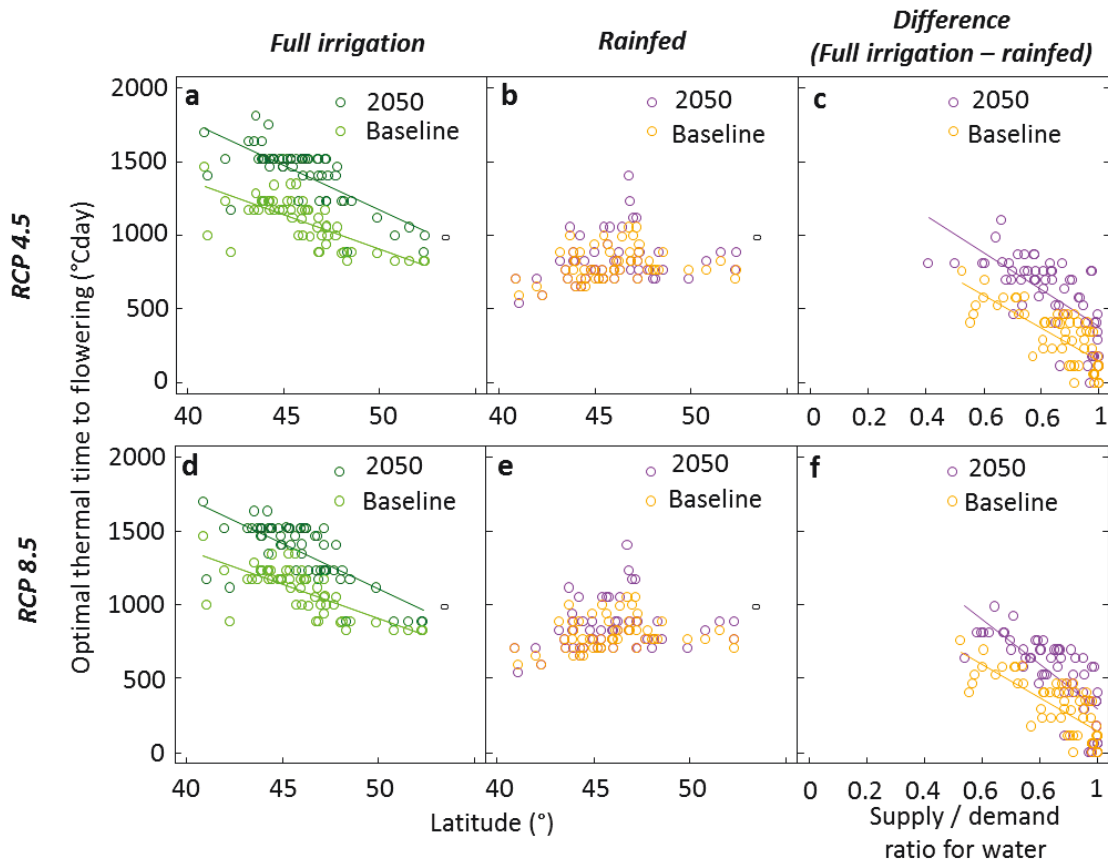 Full irrigation
Rainfed
Difference
(Full irrigation – rainfed)
RCP 4.5
RCP 8.5
Optimal thermal time to flowering (°Cday)
2000
1500
1000
500
0
a
2050
Baseline
b
2050
Baseline
c
2050
Baseline
40 45 50
40 45 50
0 0.2 0.4 0.6 0.8 1
2000
1500
1000
500
0
d
2050
Baseline
e
2050
Baseline
f
2050
Baseline
40 45 50
40 45 50
0 0.2 0.4 0.6 0.8 1
Latitude (°)
Supply / demand
ratio for water